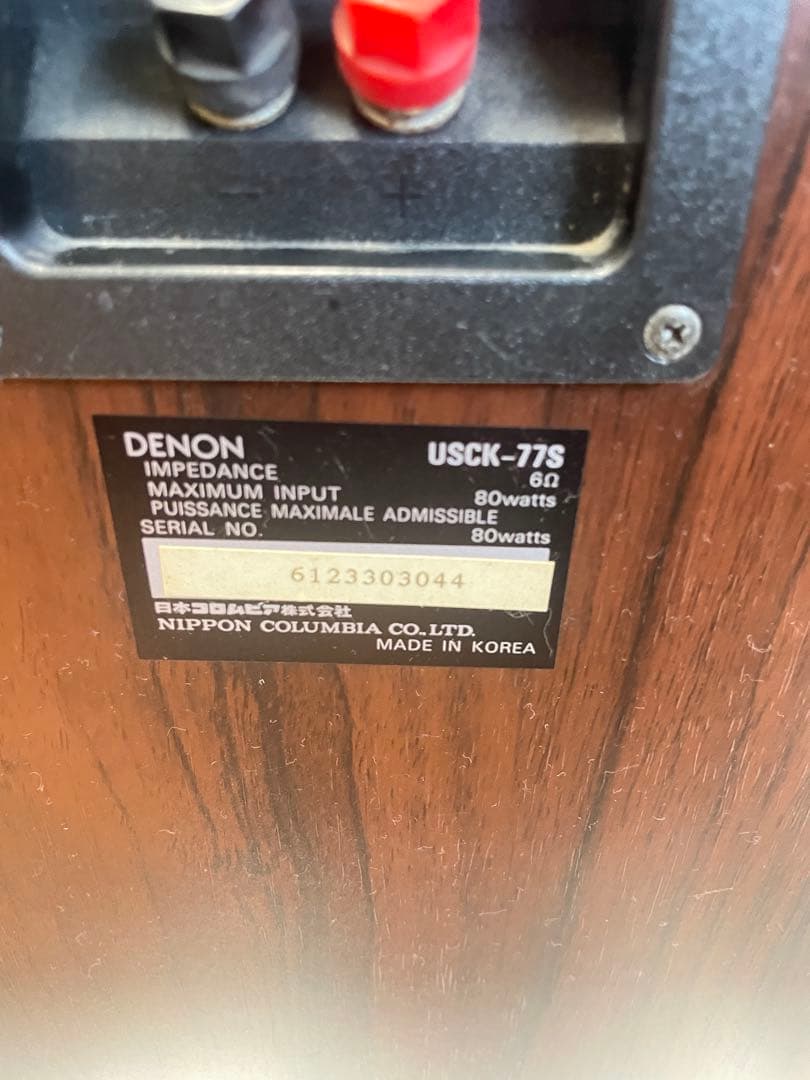 - +
DENON USCK-77S
IMPEDANCE 6Ω
MAXIMUM INPUT 80watts
PUISSANCE MAXIMALE ADMISSIBLE
80watts
SERIAL NO.
6123303044
日本コロムビア株式会社
NIPPON COLUMBIA CO.,LTD.
MADE IN KOREA